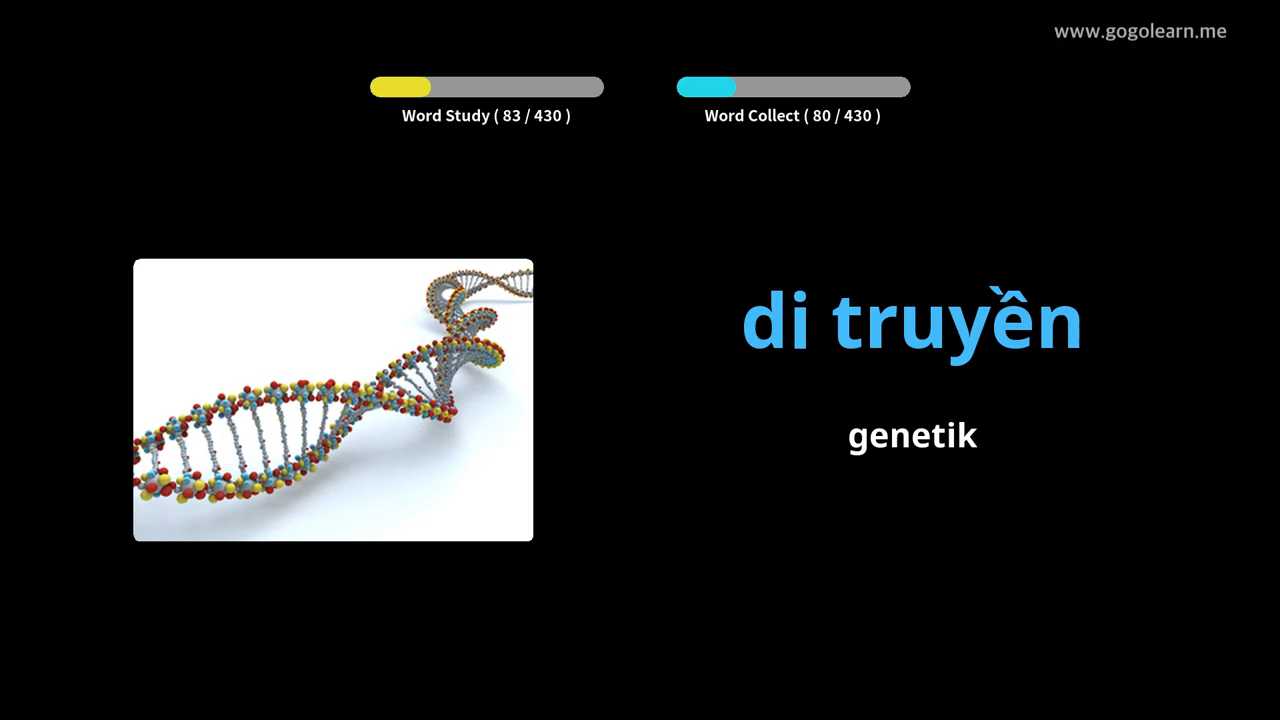 www.gogolearn.me
Word Study ( 83 / 430 )
Word Collect ( 80 / 430 )
di truyền
genetik